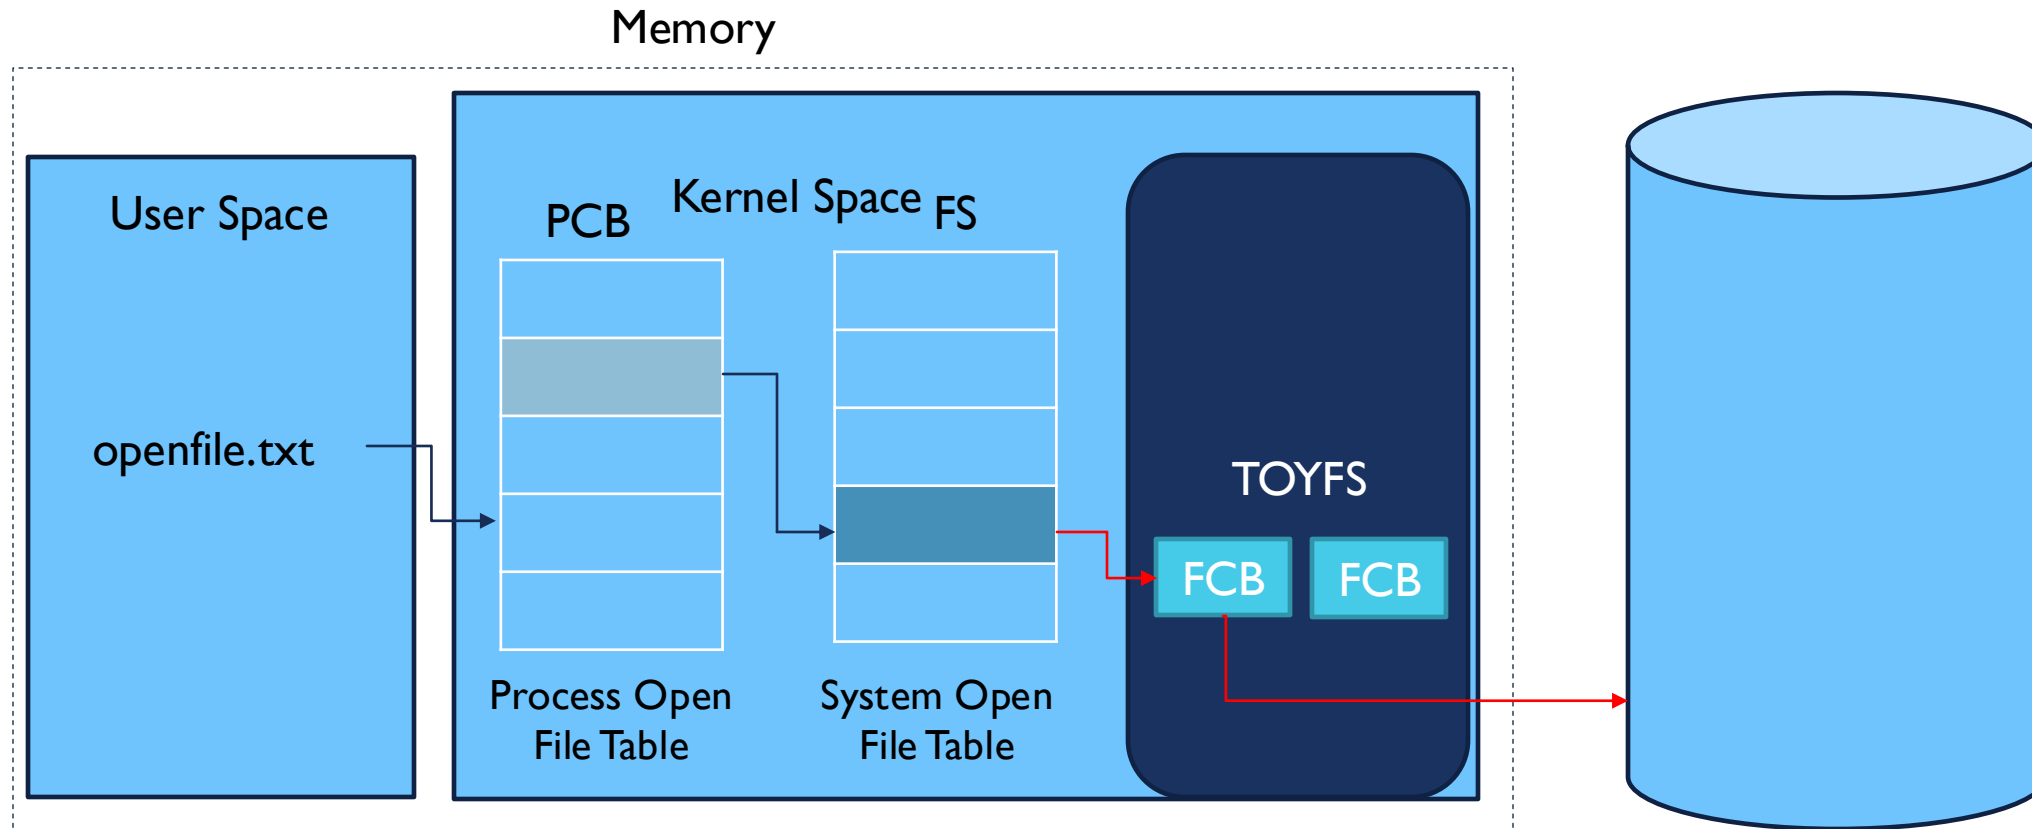 Memory
User Space
PCB
Kernel Space
FS
openfile.txt
TOYFS
FCB
FCB
Process Open
File Table
System Open
File Table